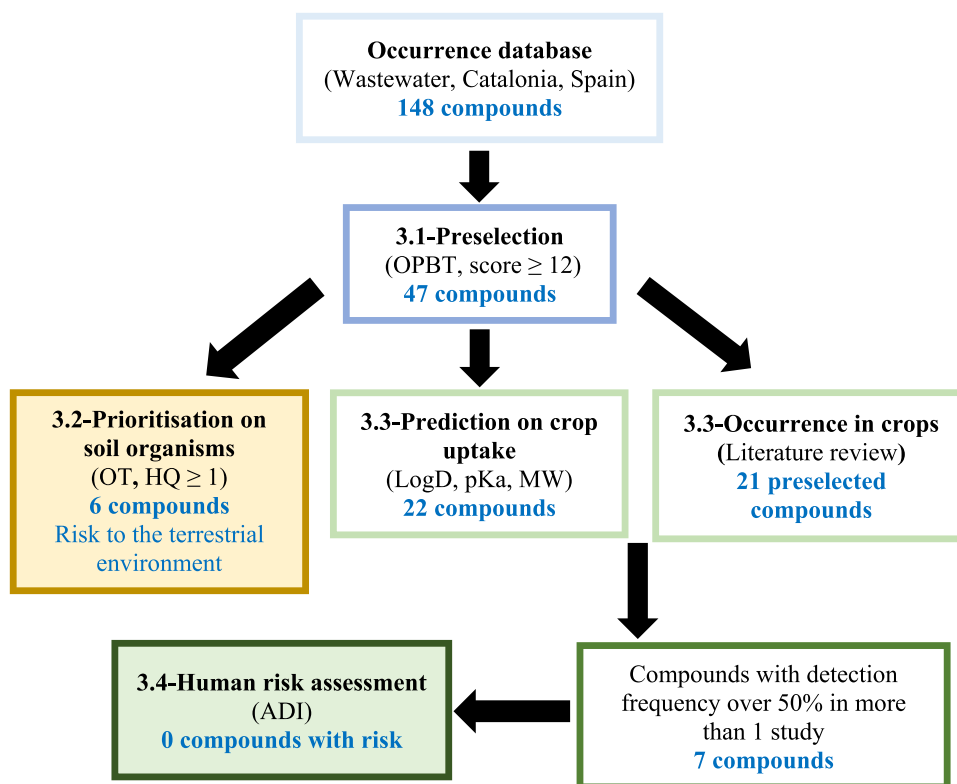 Occurrence database
(Wastewater, Catalonia, Spain)
148 compounds
3.1-Preselection
(OPBT, score ≥ 12)
47 compounds
3.2-Prioritisation on
soil organisms
(OT, HQ ≥ 1)
6 compounds
Risk to the terrestrial
environment
3.3-Prediction on crop
uptake
(LogD, pKa, MW)
22 compounds
3.3-Occurrence in crops
(Literature review)
21 preselected
compounds
3.4-Human risk assessment
(ADI)
0 compounds with risk
Compounds with detection
frequency over 50% in more
than 1 study
7 compounds